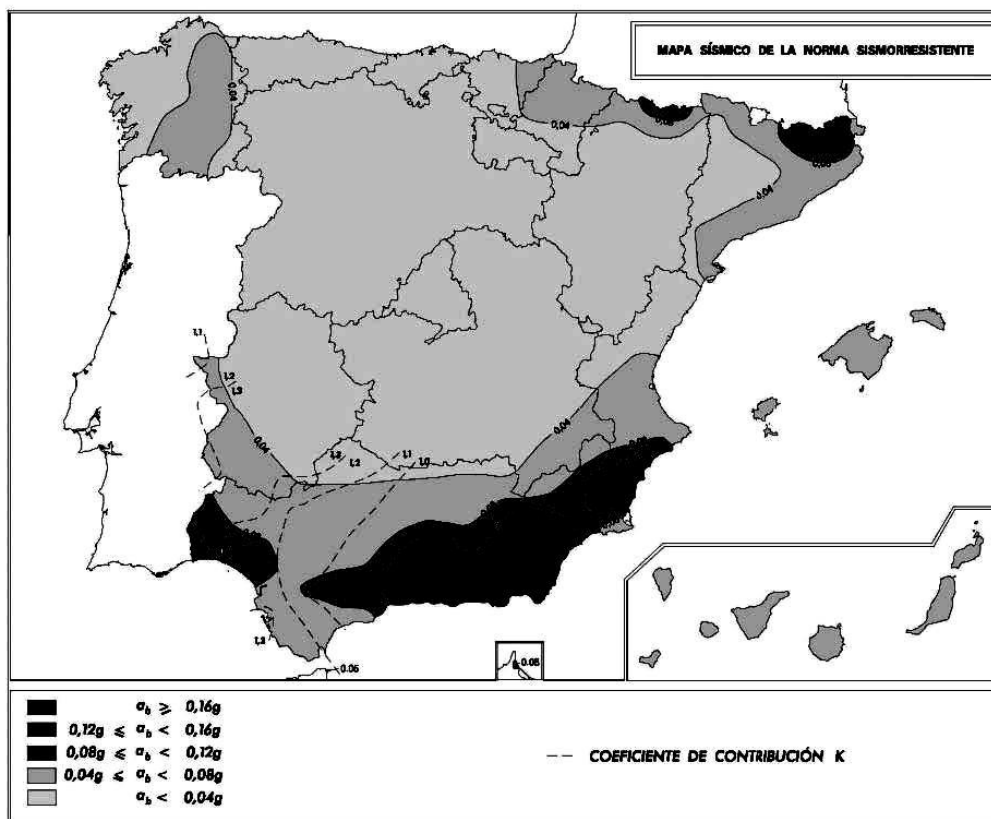 MAPA SÍSMICO DE LA NORMA SISMORRESISTENTE
0,04
0,04
0,04
1,1
1,2
1,3
0,04
0,04
1,3
1,2
1,1
1,0
1,3
0.05
0.08
a_b ≥ 0,16g
0,12g ≤ a_b < 0,16g
0,08g ≤ a_b < 0,12g
0,04g ≤ a_b < 0,08g
a_b < 0,04g
COEFICIENTE DE CONTRIBUCIÓN K